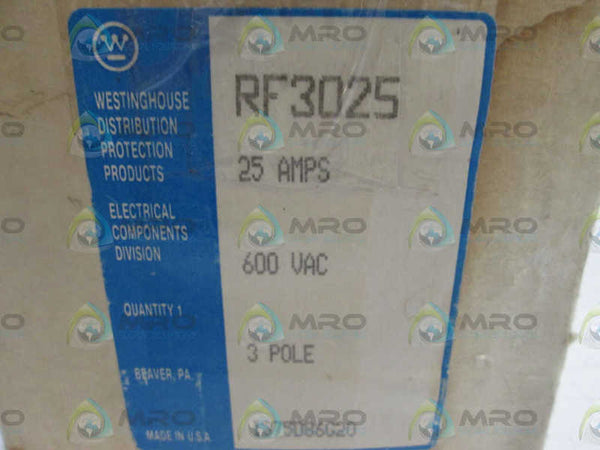 WESTINGHOUSE
DISTRIBUTION
PROTECTION
PRODUCTS
ELECTRICAL
COMPONENTS
DIVISION
QUANTITY 1
BEAVER, PA.
MADE IN U.S.A.
RF3025
25 AMPS
600 VAC
3 POLE
MRO